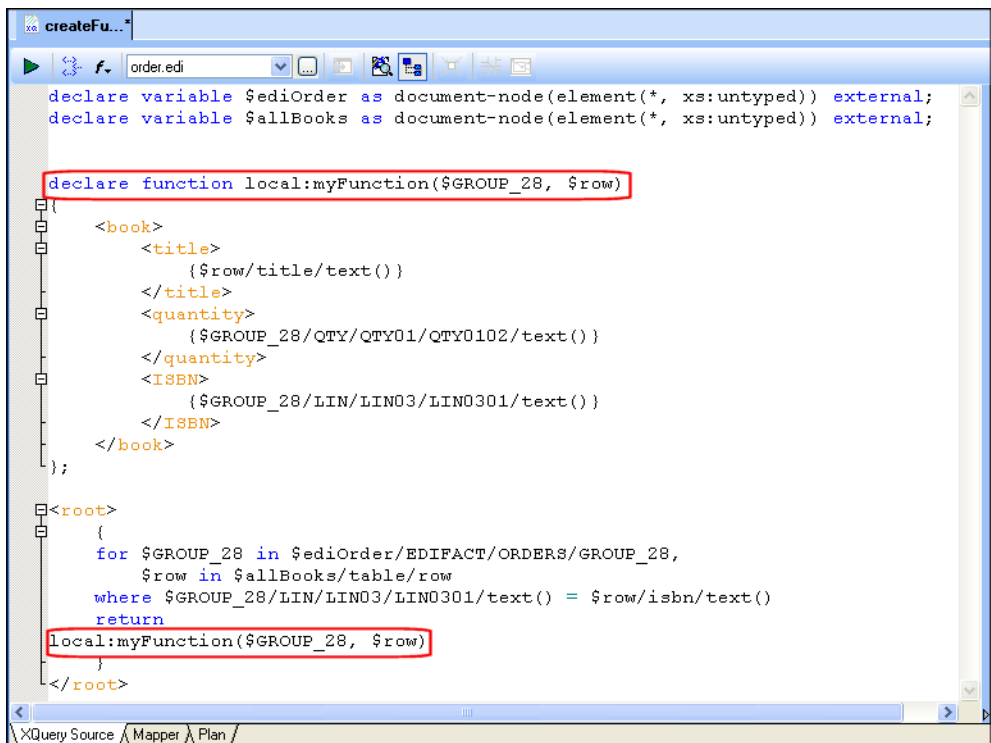 createFu...*
order.edi
declare variable $ediOrder as document-node(element(*, xs:untyped)) external;
declare variable $allBooks as document-node(element(*, xs:untyped)) external;
declare function local:myFunction($GROUP_28, $row)
{
<book>
<title>
{$row/title/text()}
</title>
<quantity>
{$GROUP_28/QTY/QTY01/QTY0102/text()}
</quantity>
<ISBN>
{$GROUP_28/LIN/LIN03/LIN0301/text()}
</ISBN>
</book>
};
<root>
{
for $GROUP_28 in $ediOrder/EDIFACT/ORDERS/GROUP_28,
$row in $allBooks/table/row
where $GROUP_28/LIN/LIN03/LIN0301/text() = $row/isbn/text()
return
local:myFunction($GROUP_28, $row)
}
</root>
XQuery Source Mapper Plan